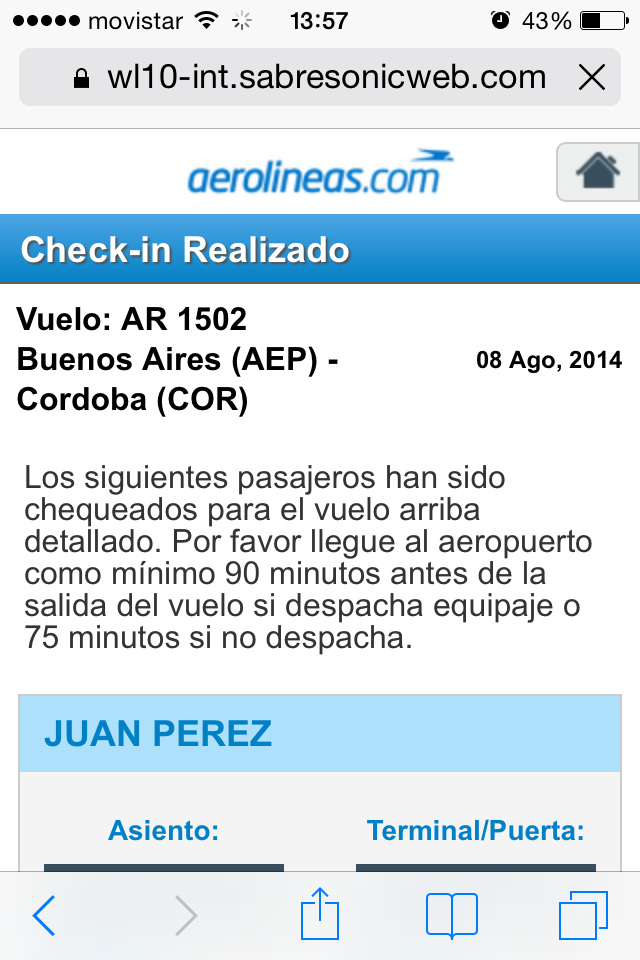 movistar 13:57 43%
wl10-int.sabresonicweb.com
aerolineas.com
Check-in Realizado
Vuelo: AR 1502
Buenos Aires (AEP) -
Cordoba (COR)
08 Ago, 2014
Los siguientes pasajeros han sido
chequeados para el vuelo arriba
detallado. Por favor llegue al aeropuerto
como mínimo 90 minutos antes de la
salida del vuelo si despacha equipaje o
75 minutos si no despacha.
JUAN PEREZ
Asiento: Terminal/Puerta: